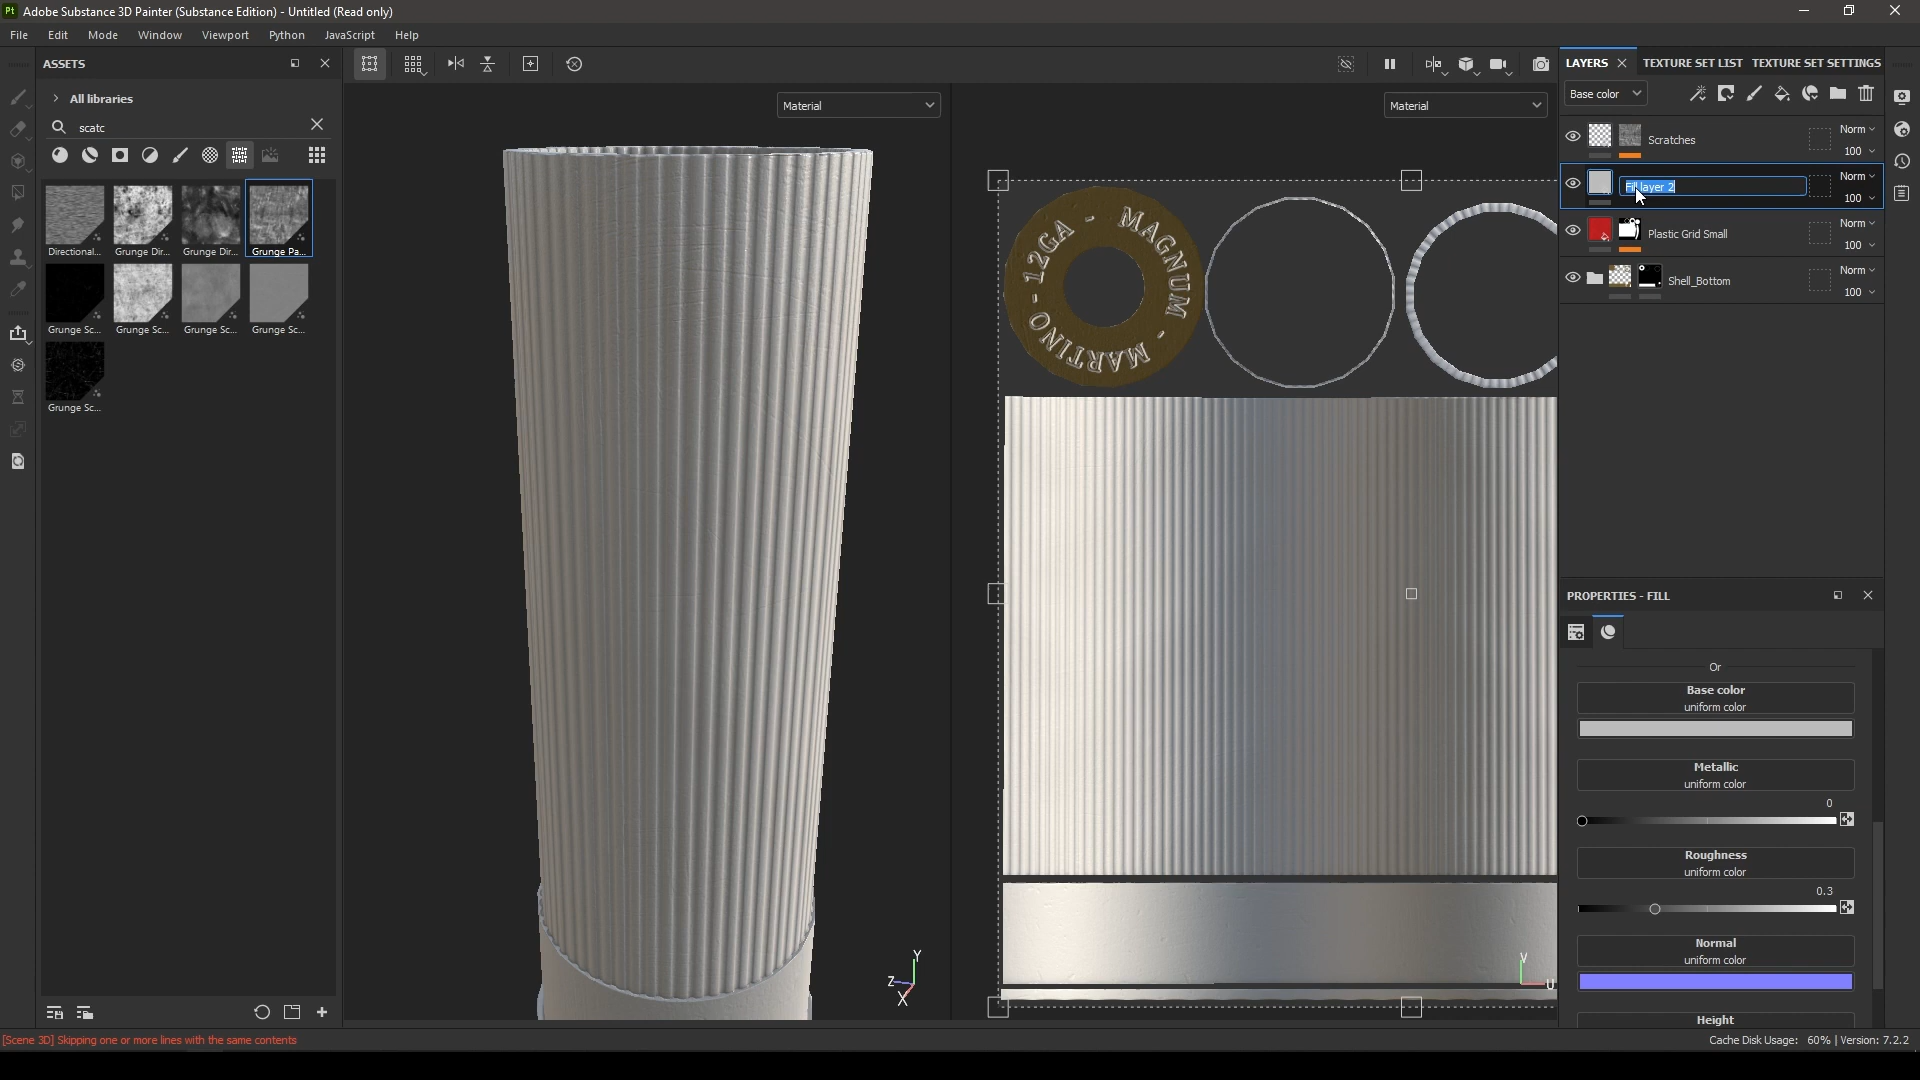 Pt Adobe Substance 3D Painter (Substance Edition) - Untitled (Read only)
File Edit Mode Window Viewport Python JavaScript Help
ASSETS
All libraries
scatc
Directional...
Grunge Dir...
Grunge Dir...
Grunge Pa...
Grunge Sc...
Grunge Sc...
Grunge Sc...
Grunge Sc...
Grunge Sc...
Material
Y
Z
X
Material
MARTINO - 12GA - MAGNUM -
V
U
LAYERS TEXTURE SET LIST TEXTURE SET SETTINGS
Base color
Scratches Norm
100
Fill layer 2 Norm
100
Plastic Grid Small Norm
100
Shell_Bottom Norm
100
PROPERTIES - FILL
Or
Base color
uniform color
Metallic
uniform color
0
Roughness
uniform color
0.3
Normal
uniform color
Height
[Scene 3D] Skipping one or more lines with the same contents
Cache Disk Usage: 60% | Version: 7.2.2